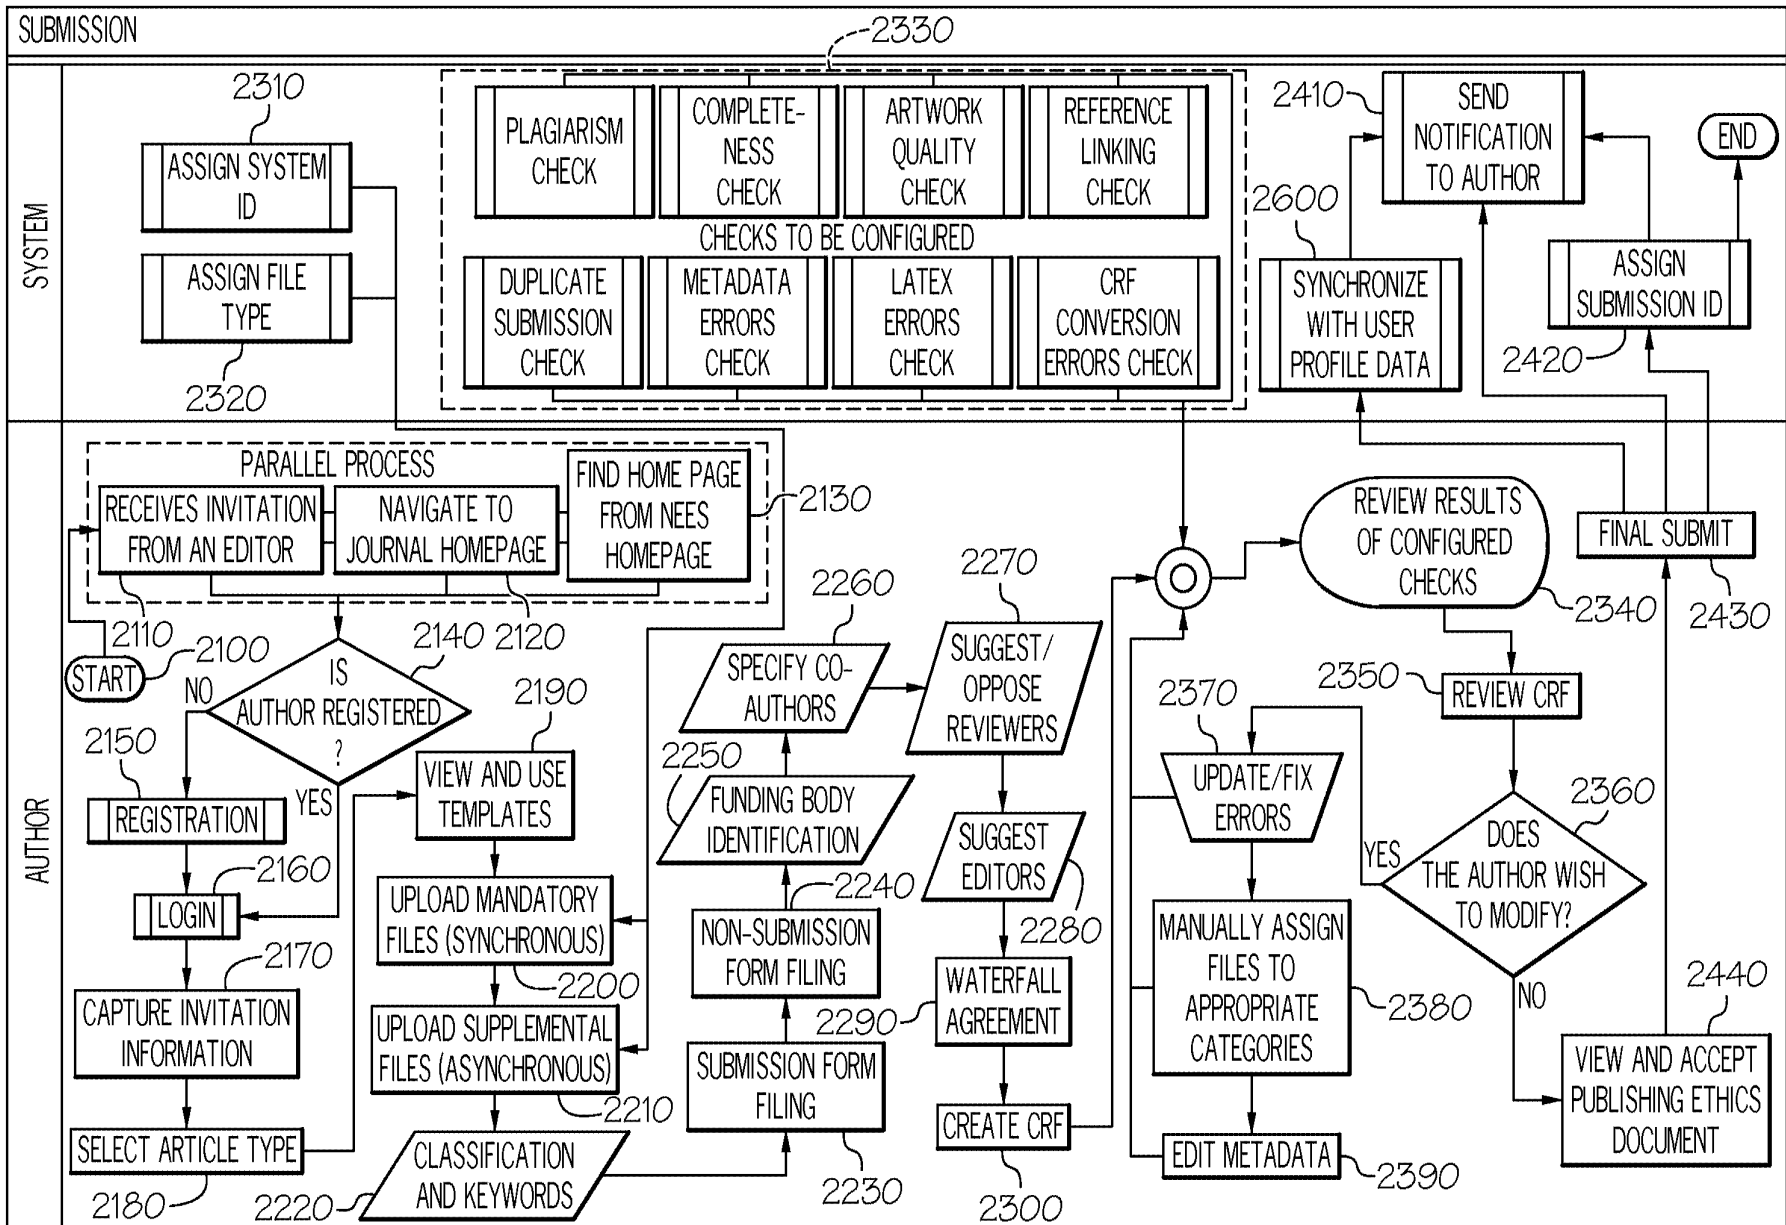 SUBMISSION
2330
SYSTEM
2310
ASSIGN SYSTEM
ID
ASSIGN FILE
TYPE
2320
PLAGIARISM
CHECK
COMPLETE-
NESS
CHECK
ARTWORK
QUALITY
CHECK
REFERENCE
LINKING
CHECK
CHECKS TO BE CONFIGURED
DUPLICATE
SUBMISSION
CHECK
METADATA
ERRORS
CHECK
LATEX
ERRORS
CHECK
CRF
CONVERSION
ERRORS CHECK
2410
SEND
NOTIFICATION
TO AUTHOR
END
2600
SYNCHRONIZE
WITH USER
PROFILE DATA
ASSIGN
SUBMISSION ID
2420
AUTHOR
PARALLEL PROCESS
RECEIVES INVITATION
FROM AN EDITOR
NAVIGATE TO
JOURNAL HOMEPAGE
FIND HOME PAGE
FROM NEES
HOMEPAGE
2130
2110
2120
2100
START
2140
IS
AUTHOR REGISTERED
?
NO
YES
2150
REGISTRATION
2160
LOGIN
2170
CAPTURE INVITATION
INFORMATION
SELECT ARTICLE TYPE
2180
2190
VIEW AND USE
TEMPLATES
UPLOAD MANDATORY
FILES (SYNCHRONOUS)
2200
UPLOAD SUPPLEMENTAL
FILES (ASYNCHRONOUS)
2210
CLASSIFICATION
AND KEYWORDS
2220
2260
SPECIFY CO-
AUTHORS
2250
FUNDING BODY
IDENTIFICATION
2240
NON-SUBMISSION
FORM FILING
SUBMISSION FORM
FILING
2230
2270
SUGGEST/
OPPOSE
REVIEWERS
SUGGEST
EDITORS
2280
WATERFALL
AGREEMENT
2290
CREATE CRF
2300
REVIEW RESULTS
OF CONFIGURED
CHECKS
2340
2350
REVIEW CRF
2370
UPDATE/FIX
ERRORS
MANUALLY ASSIGN
FILES TO
APPROPRIATE
CATEGORIES
2380
EDIT METADATA
2390
2360
DOES
THE AUTHOR WISH
TO MODIFY?
YES
NO
FINAL SUBMIT
2430
2440
VIEW AND ACCEPT
PUBLISHING ETHICS
DOCUMENT